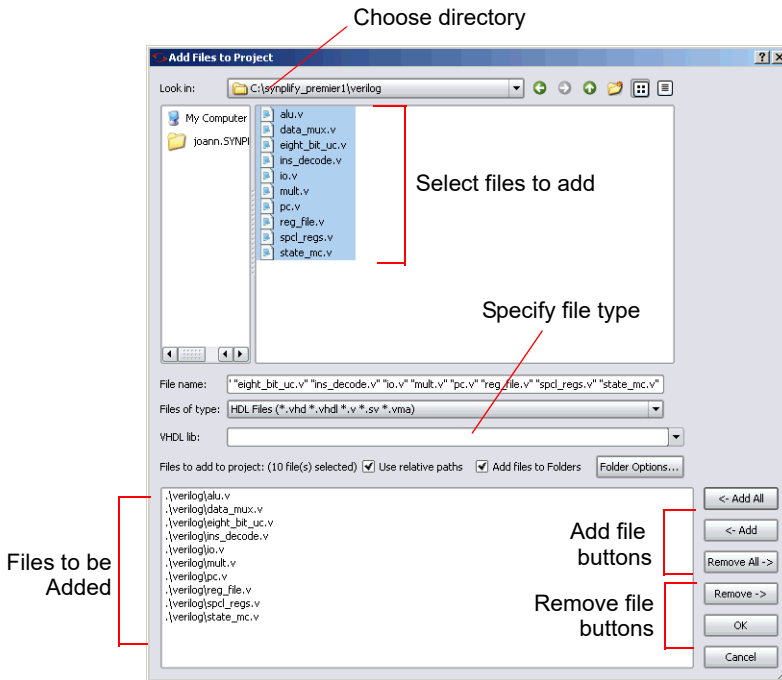 Choose directory
Add Files to Project
Look in: C:\synplify_premier1\verilog
My Computer
joann.SYNPI
alu.v
data_mux.v
eight_bit_uc.v
ins_decode.v
io.v
mult.v
pc.v
reg_file.v
spcl_regs.v
state_mc.v
Select files to add
Specify file type
File name: ' "eight_bit_uc.v" "ins_decode.v" "io.v" "mult.v" "pc.v" "reg_file.v" "spcl_regs.v" "state_mc.v"
Files of type: HDL Files (*.vhd *.vhdl *.v *.sv *.vma)
VHDL lib:
Files to add to project: (10 file(s) selected) Use relative paths Add files to Folders Folder Options...
.\verilog\alu.v
.\verilog\data_mux.v
.\verilog\eight_bit_uc.v
.\verilog\ins_decode.v
.\verilog\io.v
.\verilog\mult.v
.\verilog\pc.v
.\verilog\reg_file.v
.\verilog\spcl_regs.v
.\verilog\state_mc.v
Files to be
Added
Add file
buttons
Remove file
buttons
<- Add All
<- Add
Remove All ->
Remove ->
OK
Cancel